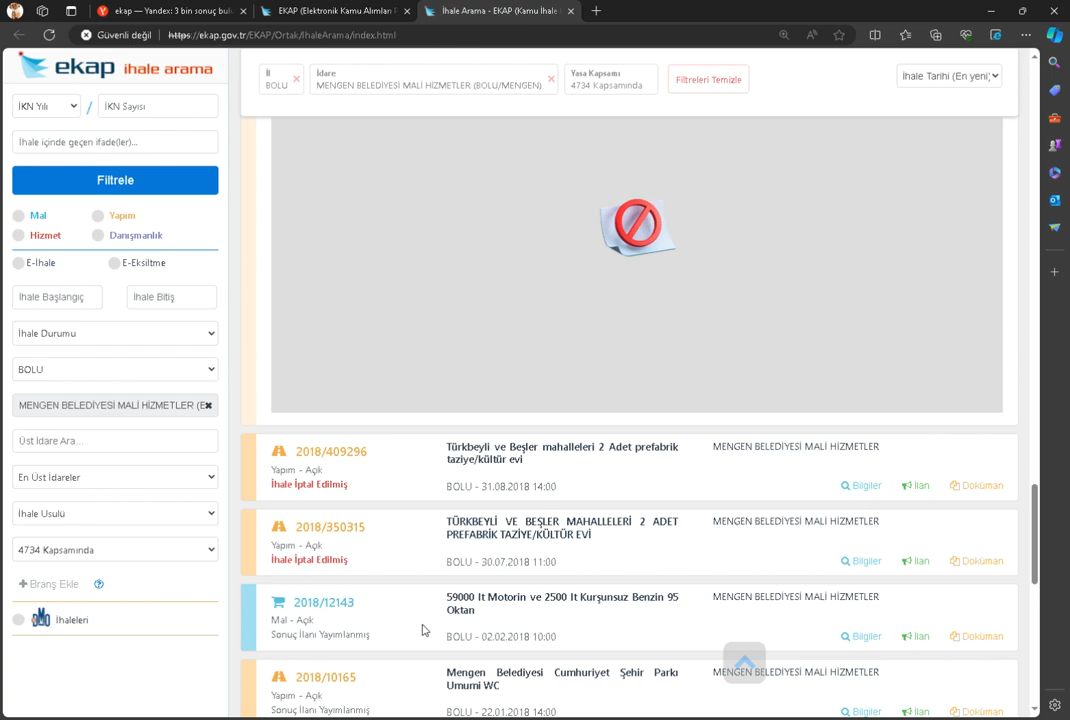 ekap — Yandex: 3 bin sonuç bulu
EKAP (Elektronik Kamu Alımları P
İhale Arama - EKAP (Kamu İhale
Güvenli değil
https://ekap.gov.tr/EKAP/Ortak/IhaleArama/index.html
ekap ihale arama
İKN Yılı / İKN Sayısı
İhale içinde geçen ifade(ler)...
Filtrele
Mal Yapım
Hizmet Danışmanlık
E-İhale E-Eksiltme
İhale Başlangıç İhale Bitiş
İhale Durumu
BOLU
MENGEN BELEDİYESİ MALİ HİZMETLER (E
Üst İdare Ara...
En Üst İdareler
İhale Usulü
4734 Kapsamında
Branş Ekle
DMO İhaleleri
İl
BOLU
İdare
MENGEN BELEDİYESİ MALİ HİZMETLER (BOLU/MENGEN)
Yasa Kapsamı
4734 Kapsamında
Filtreleri Temizle
İhale Tarihi (En yeni)
2018/409296
Yapım - Açık
İhale İptal Edilmiş
Türkbeyli ve Beşler mahalleleri 2 Adet prefabrik
taziye/kültür evi
BOLU - 31.08.2018 14:00
MENGEN BELEDİYESİ MALİ HİZMETLER
Bilgiler İlan Doküman
2018/350315
Yapım - Açık
İhale İptal Edilmiş
TÜRKBEYLİ VE BEŞLER MAHALLELERİ 2 ADET
PREFABRİK TAZİYE/KÜLTÜR EVİ
BOLU - 30.07.2018 11:00
MENGEN BELEDİYESİ MALİ HİZMETLER
Bilgiler İlan Doküman
2018/12143
Mal - Açık
Sonuç İlanı Yayımlanmış
59000 lt Motorin ve 2500 lt Kurşunsuz Benzin 95
Oktan
BOLU - 02.02.2018 10:00
MENGEN BELEDİYESİ MALİ HİZMETLER
Bilgiler İlan Doküman
2018/10165
Yapım - Açık
Sonuç İlanı Yayımlanmış
Mengen Belediyesi Cumhuriyet Şehir Parkı
Umumi WC
BOLU - 22.01.2018 14:00
MENGEN BELEDİYESİ MALİ HİZMETLER
Bilgiler İlan Doküman